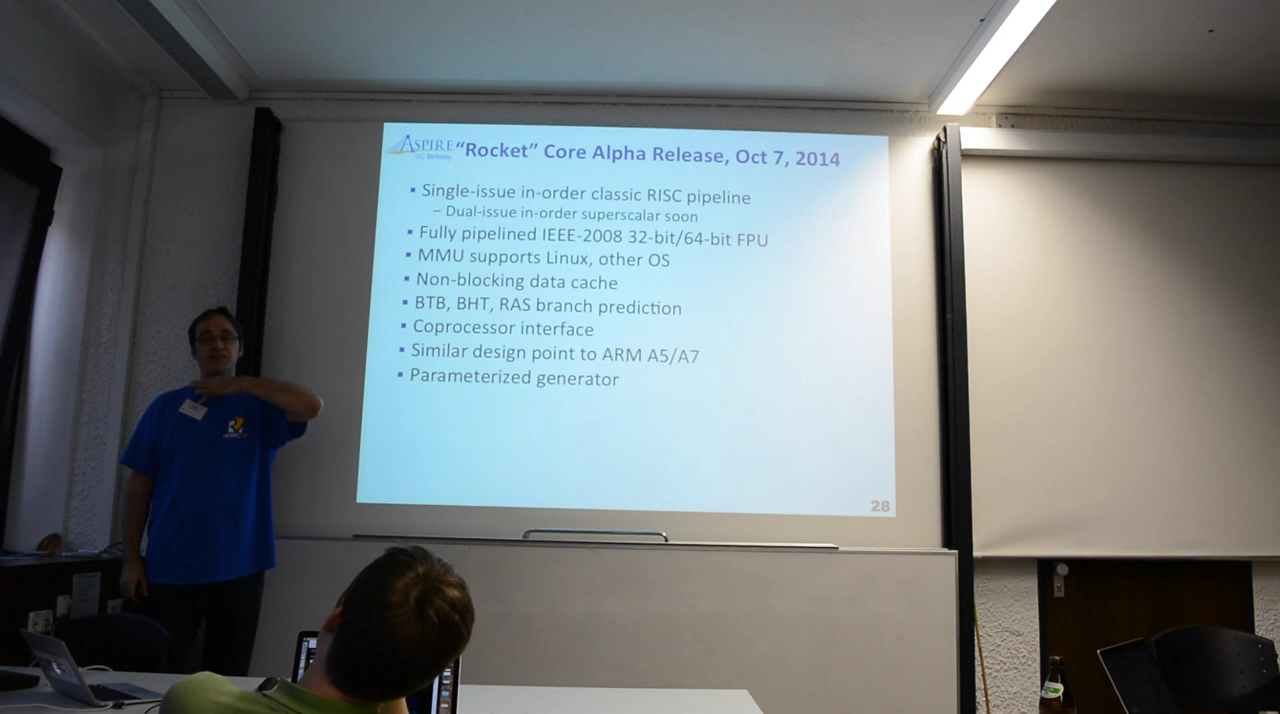 ASPIRE
UC Berkeley
“Rocket” Core Alpha Release, Oct 7, 2014
▪ Single-issue in-order classic RISC pipeline
– Dual-issue in-order superscalar soon
▪ Fully pipelined IEEE-2008 32-bit/64-bit FPU
▪ MMU supports Linux, other OS
▪ Non-blocking data cache
▪ BTB, BHT, RAS branch prediction
▪ Coprocessor interface
▪ Similar design point to ARM A5/A7
▪ Parameterized generator
28